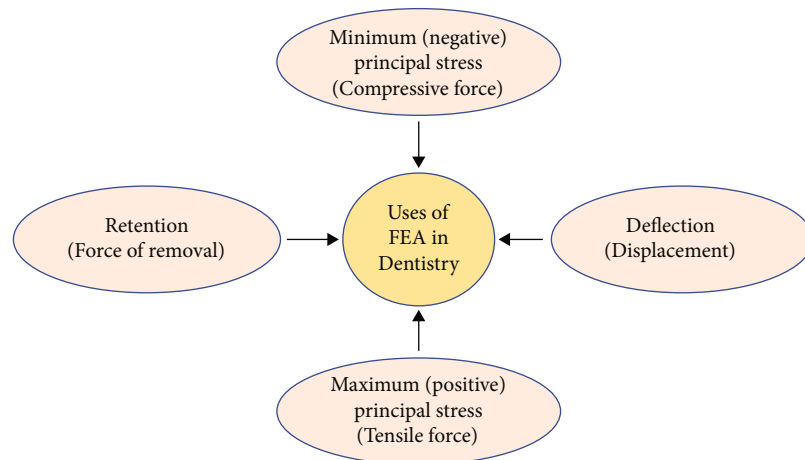 Minimum (negative)
principal stress
(Compressive force)
Retention
(Force of removal)
Uses of
FEA in
Dentistry
Deflection
(Displacement)
Maximum (positive)
principal stress
(Tensile force)